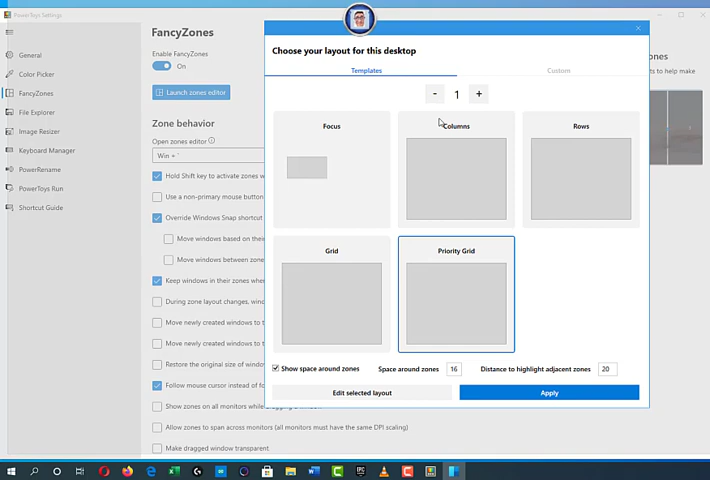 PowerToys Settings
General
Color Picker
FancyZones
File Explorer
Image Resizer
Keyboard Manager
PowerRename
PowerToys Run
Shortcut Guide
FancyZones
Enable FancyZones
On
Launch zones editor
Zone behavior
Open zones editor
Win + `
Hold Shift key to activate zones w
Use a non-primary mouse button
Override Windows Snap shortcut
Move windows based on their
Move windows between zone
Keep windows in their zones whe
During zone layout changes, wind
Move newly created windows to t
Move newly created windows to t
Restore the original size of windo
Follow mouse cursor instead of fo
Show zones on all monitors while dragging a window
Allow zones to span across monitors (all monitors must have the same DPI scaling)
Make dragged window transparent
Choose your layout for this desktop
Templates
Custom
- 1 +
Focus
Columns
Rows
Grid
Priority Grid
Show space around zones
Space around zones
16
Distance to highlight adjacent zones
20
Edit selected layout
Apply
ones
ts to help make